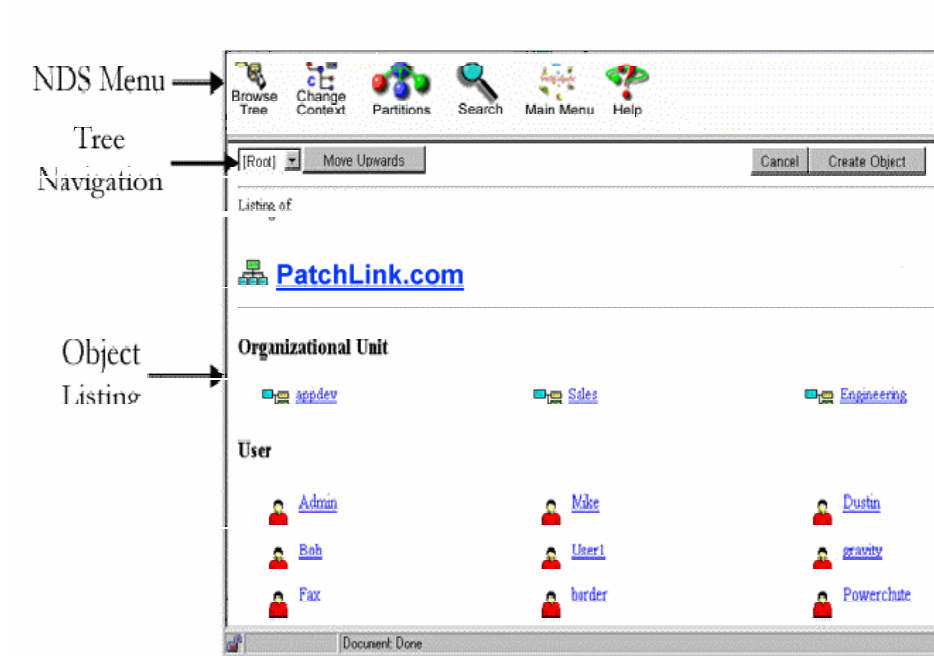 NDS Menu
Browse Tree
Change Context
Partitions
Search
Main Menu
Help
Tree
Navigation
[Root]
Move Upwards
Cancel
Create Object
Listing of
PatchLink.com
Object
Listing
Organizational Unit
appdev
Sales
Engineering
User
Admin
Mike
Dustin
Bob
User1
gravity
Fax
border
Powerchute
Document: Done